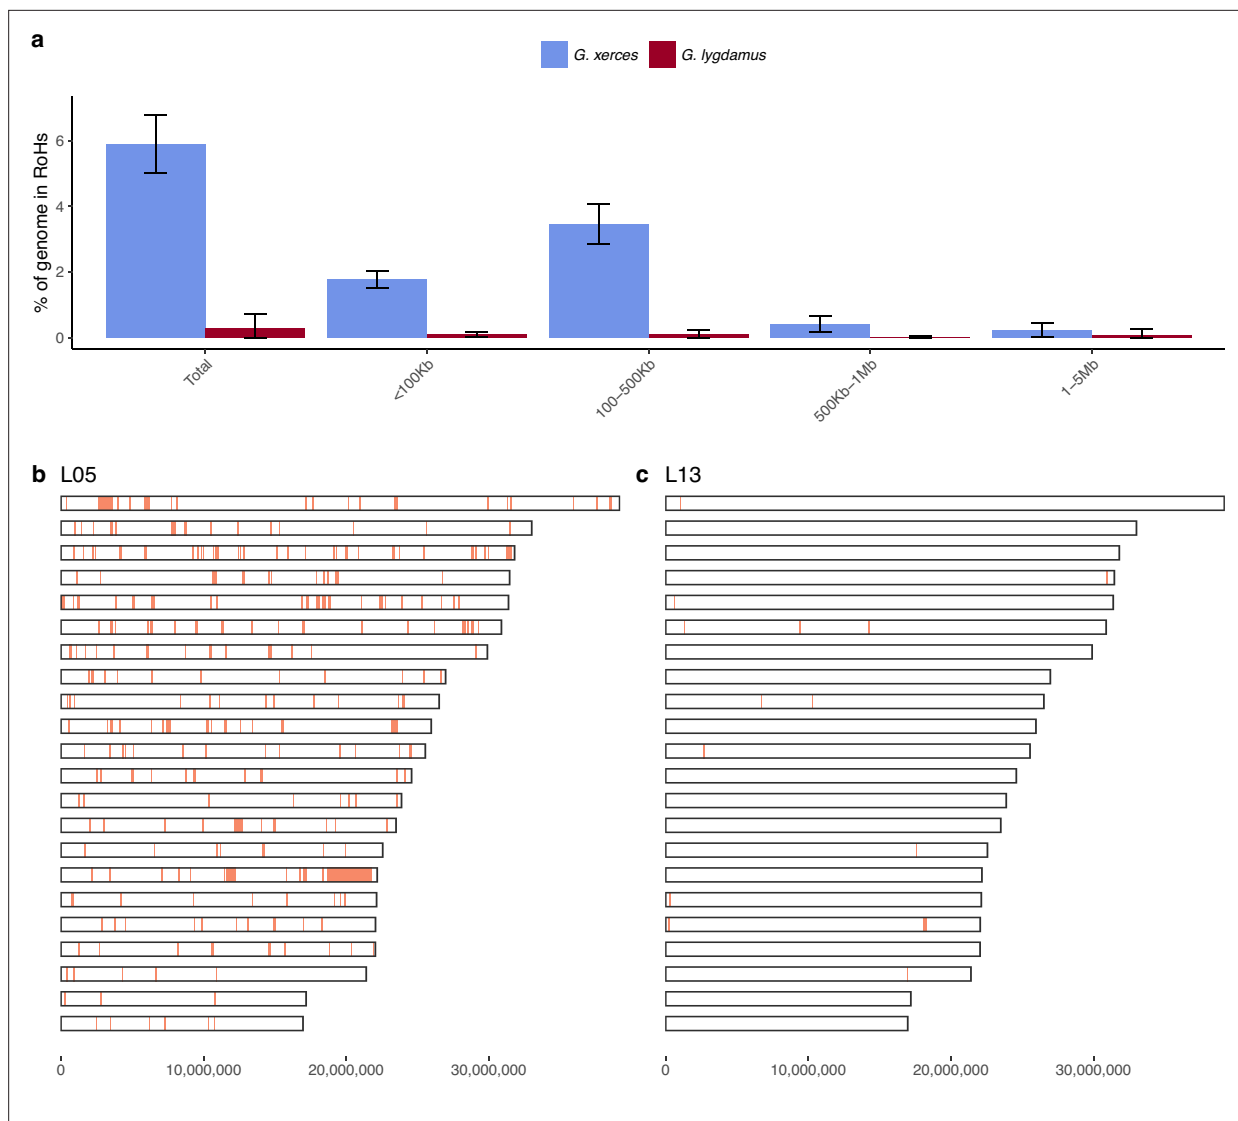 a
G. xerces
G. lygdamus
% of genome in RoHs
6
4
2
0
Total
<100Kb
100–500Kb
500Kb–1Mb
1–5Mb
b L05
c L13
0 10,000,000 20,000,000 30,000,000
0 10,000,000 20,000,000 30,000,000